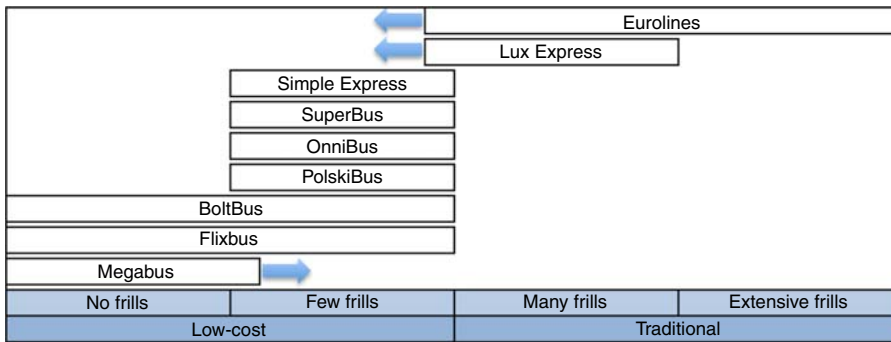 Eurolines
Lux Express
Simple Express
SuperBus
OnniBus
PolskiBus
BoltBus
Flixbus
Megabus
No frills Few frills Many frills Extensive frills
Low-cost Traditional